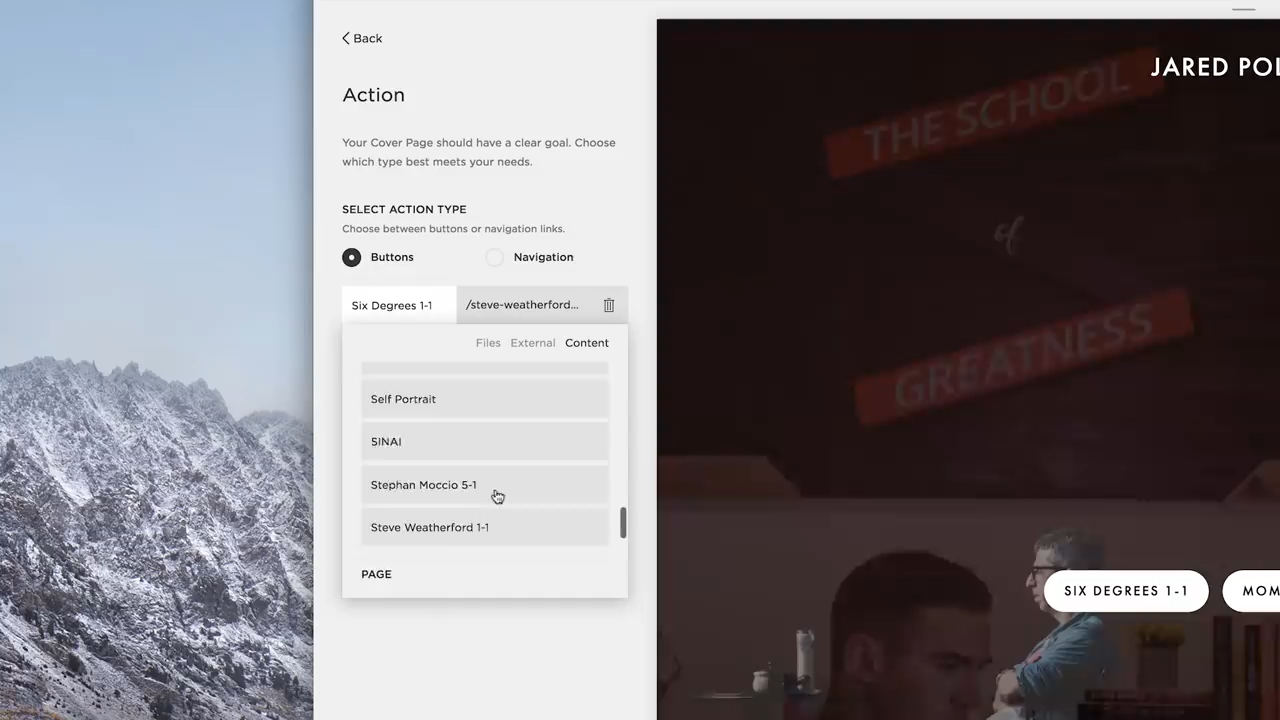 Back
Action
Your Cover Page should have a clear goal. Choose
which type best meets your needs.
SELECT ACTION TYPE
Choose between buttons or navigation links.
Buttons
Navigation
Six Degrees 1-1
/steve-weatherford...
Files
External
Content
Self Portrait
SINAI
Stephan Moccio 5-1
Steve Weatherford 1-1
PAGE
JARED POL
THE SCHOOL
of
GREATNESS
SIX DEGREES 1-1
MOM